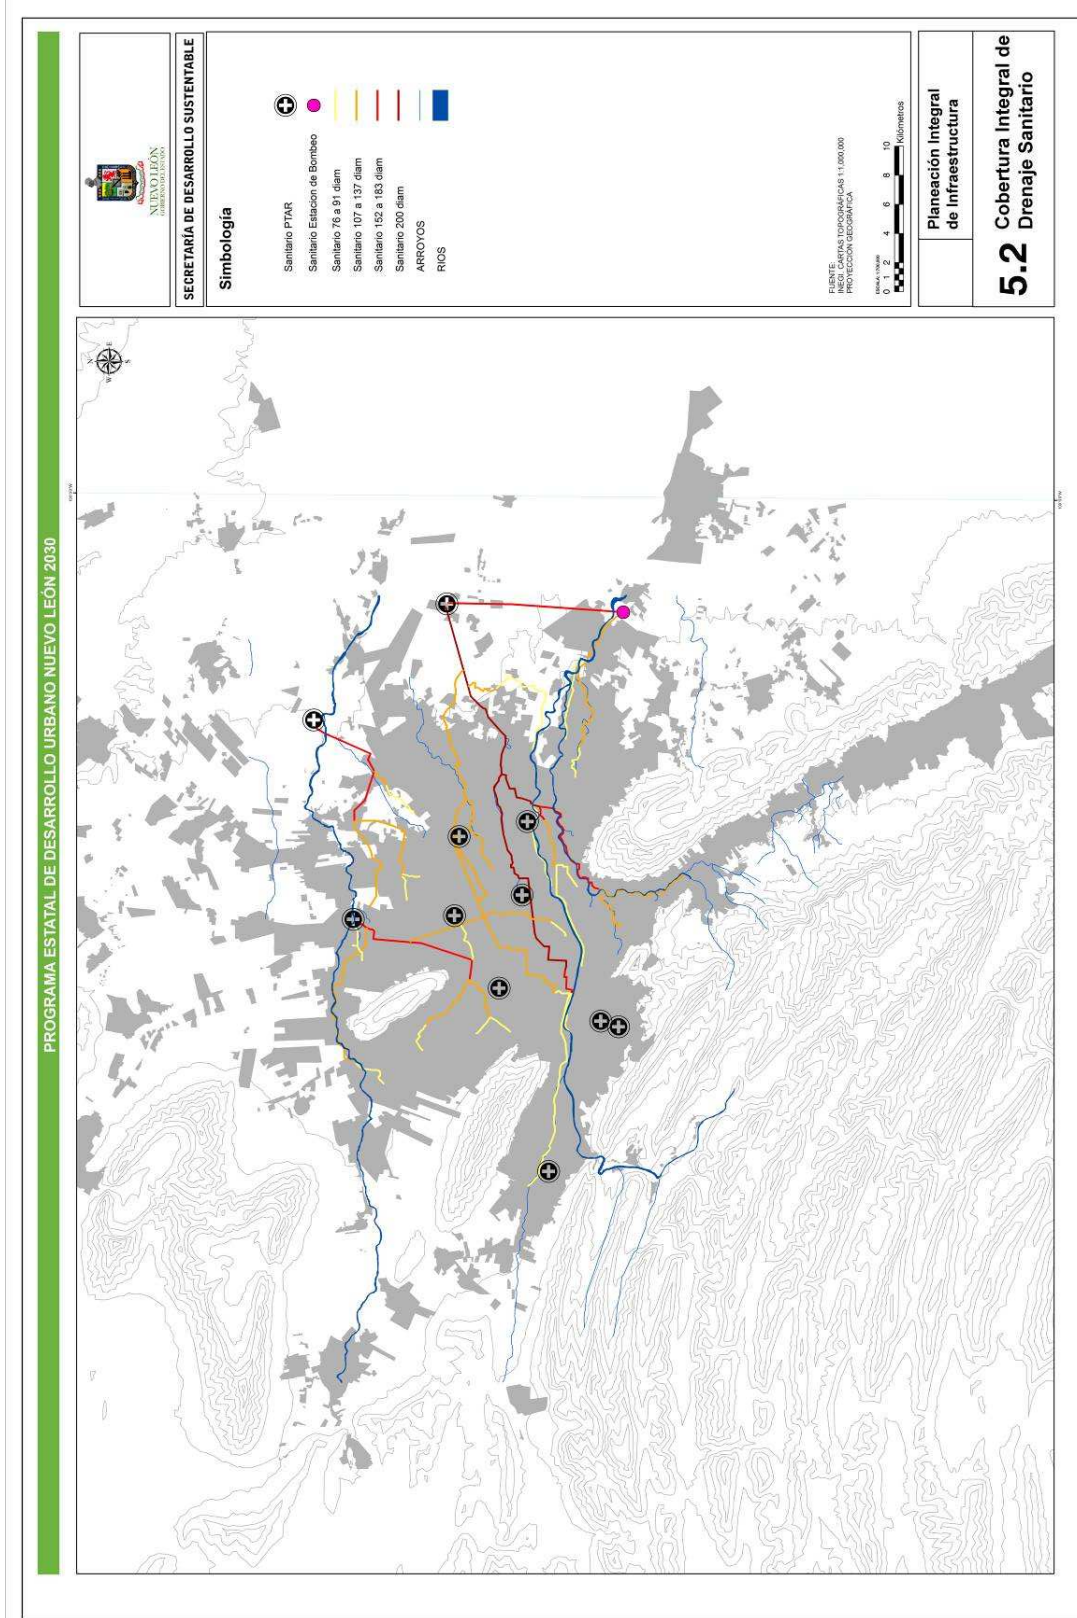 PROGRAMA ESTATAL DE DESARROLLO URBANO NUEVO LEÓN 2030
NUEVO LEÓN
GOBIERNO DEL ESTADO
SECRETARÍA DE DESARROLLO SUSTENTABLE
Simbología
Sanitario PTAR
Sanitario Estacion de Bombeo
Sanitario 76 a 91 diam
Sanitario 107 a 137 diam
Sanitario 152 a 183 diam
Sanitario 200 diam
ARROYOS
RIOS
FUENTE:
INEGI. CARTAS TOPOGRÁFICAS 1:1,000,000
PROYECCIÓN GEOGRÁFICA
0 1 2 4 6 8 10
Kilómetros
Planeación Integral
de Infraestructura
5.2 Cobertura Integral de
Drenaje Sanitario
N
W E
S